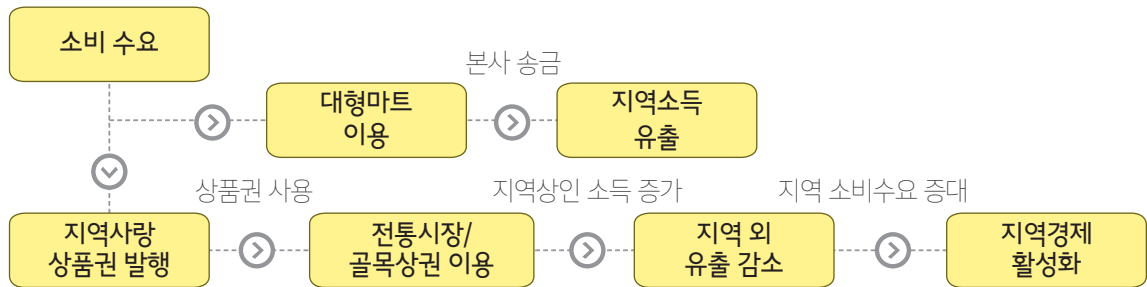 소비 수요
본사 송금
대형마트
이용
지역소득
유출
상품권 사용
지역상인 소득 증가
지역 소비수요 증대
지역사랑
상품권 발행
전통시장/
골목상권 이용
지역 외
유출 감소
지역경제
활성화